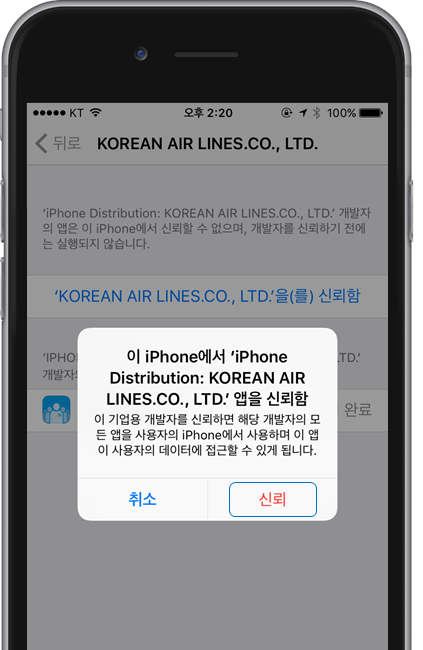 KT 오후 2:20 100%
뒤로 KOREAN AIR LINES.CO., LTD.
‘iPhone Distribution: KOREAN AIR LINES.CO., LTD.’ 개발자
의 앱은 이 iPhone에서 신뢰할 수 없으며, 개발자를 신뢰하기 전에
는 실행되지 않습니다.
‘KOREAN AIR LINES.CO., LTD.’을(를) 신뢰함
‘IPHO LTD.’
개발자의
완료
이 iPhone에서 ‘iPhone
Distribution: KOREAN AIR
LINES.CO., LTD.’ 앱을 신뢰함
이 기업용 개발자를 신뢰하면 해당 개발자의 모
든 앱을 사용자의 iPhone에서 사용하며 이 앱
이 사용자의 데이터에 접근할 수 있게 됩니다.
취소 신뢰